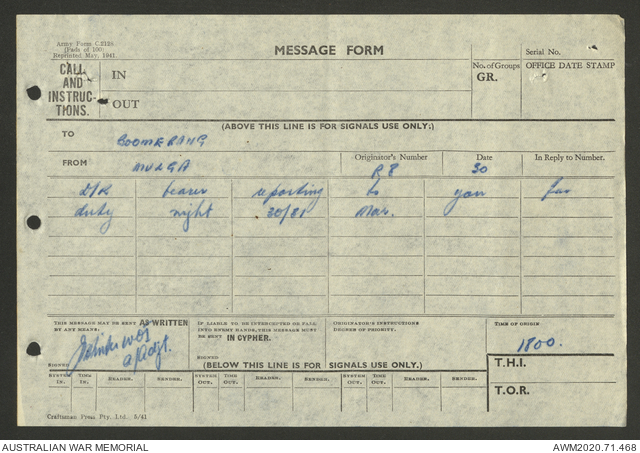 Army Form C.2128.
(Pads of 100)
Reprinted May, 1941.
MESSAGE FORM
Serial No.
CALL AND INSTRUC-TIONS.
IN
OUT
No. of Groups
GR.
OFFICE DATE STAMP
(ABOVE THIS LINE IS FOR SIGNALS USE ONLY.)
TO BOOMERANG
FROM MULGA
Originator's Number R8
Date 30
In Reply to Number.
D/R bearer reporting to you for
duty night 30/31 Mar.
THIS MESSAGE MAY BE SENT AS WRITTEN BY ANY MEANS.
IF LIABLE TO BE INTERCEPTED OR FALL INTO ENEMY HANDS, THIS MESSAGE MUST BE SENT IN CYPHER.
ORIGINATOR'S INSTRUCTIONS DEGREE OF PRIORITY.
TIME OF ORIGIN. 1800.
a/Adjt.
SIGNED
SIGNED
(BELOW THIS LINE IS FOR SIGNALS USE ONLY.)
T.H.I.
T.O.R.
SYSTEM IN. TIME IN. READER. SENDER. SYSTEM OUT. TIME OUT. READER. SENDER. SYSTEM OUT. TIME OUT. READER. SENDER.
Craftsman Press Pty. Ltd. 5/41
AUSTRALIAN WAR MEMORIAL
AWM2020.71.468